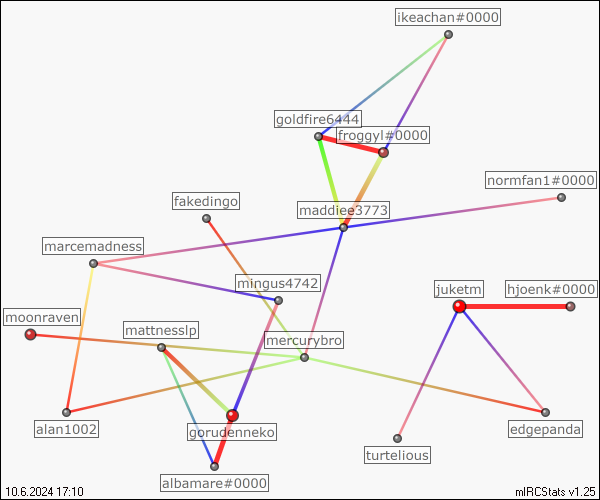 ikeachan#0000
goldfire6444
froggyl#0000
normfan1#0000
fakedingo
maddiee3773
marcemadness
mingus4742
juketm
hjoenk#0000
moonraven
mattnesslp
mercurybro
alan1002
gorudenneko
edgepanda
turtelious
albamare#0000
10.6.2024 17:10
mIRCStats v1.25